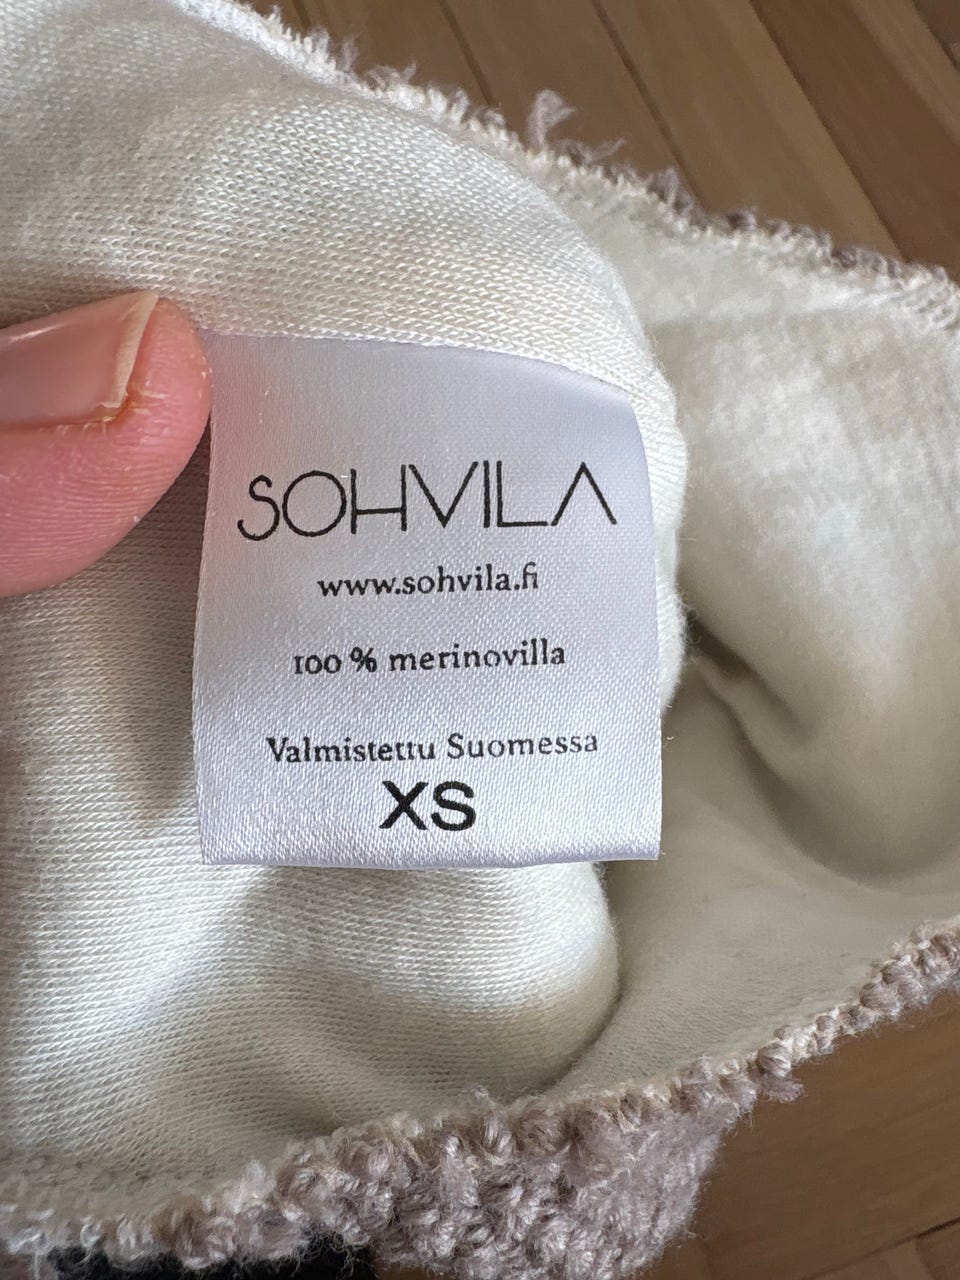 SOHVILA
www.sohvila.fi
100 % merinovilla
Valmistettu Suomessa
XS